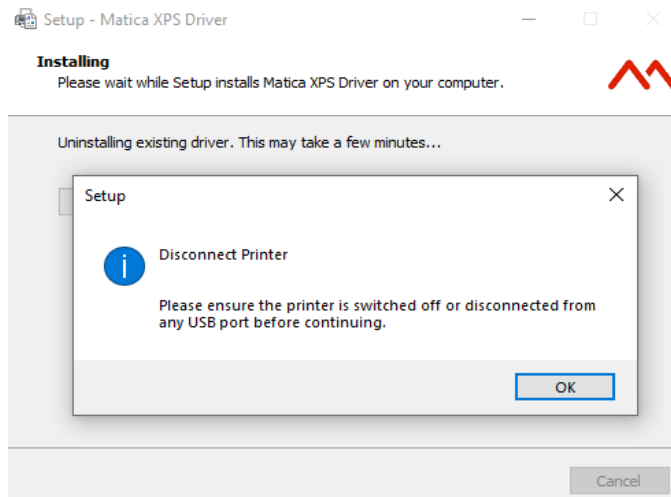 Setup - Matica XPS Driver
Installing
Please wait while Setup installs Matica XPS Driver on your computer.
Uninstalling existing driver. This may take a few minutes...
Setup
Disconnect Printer
Please ensure the printer is switched off or disconnected from
any USB port before continuing.
OK
Cancel